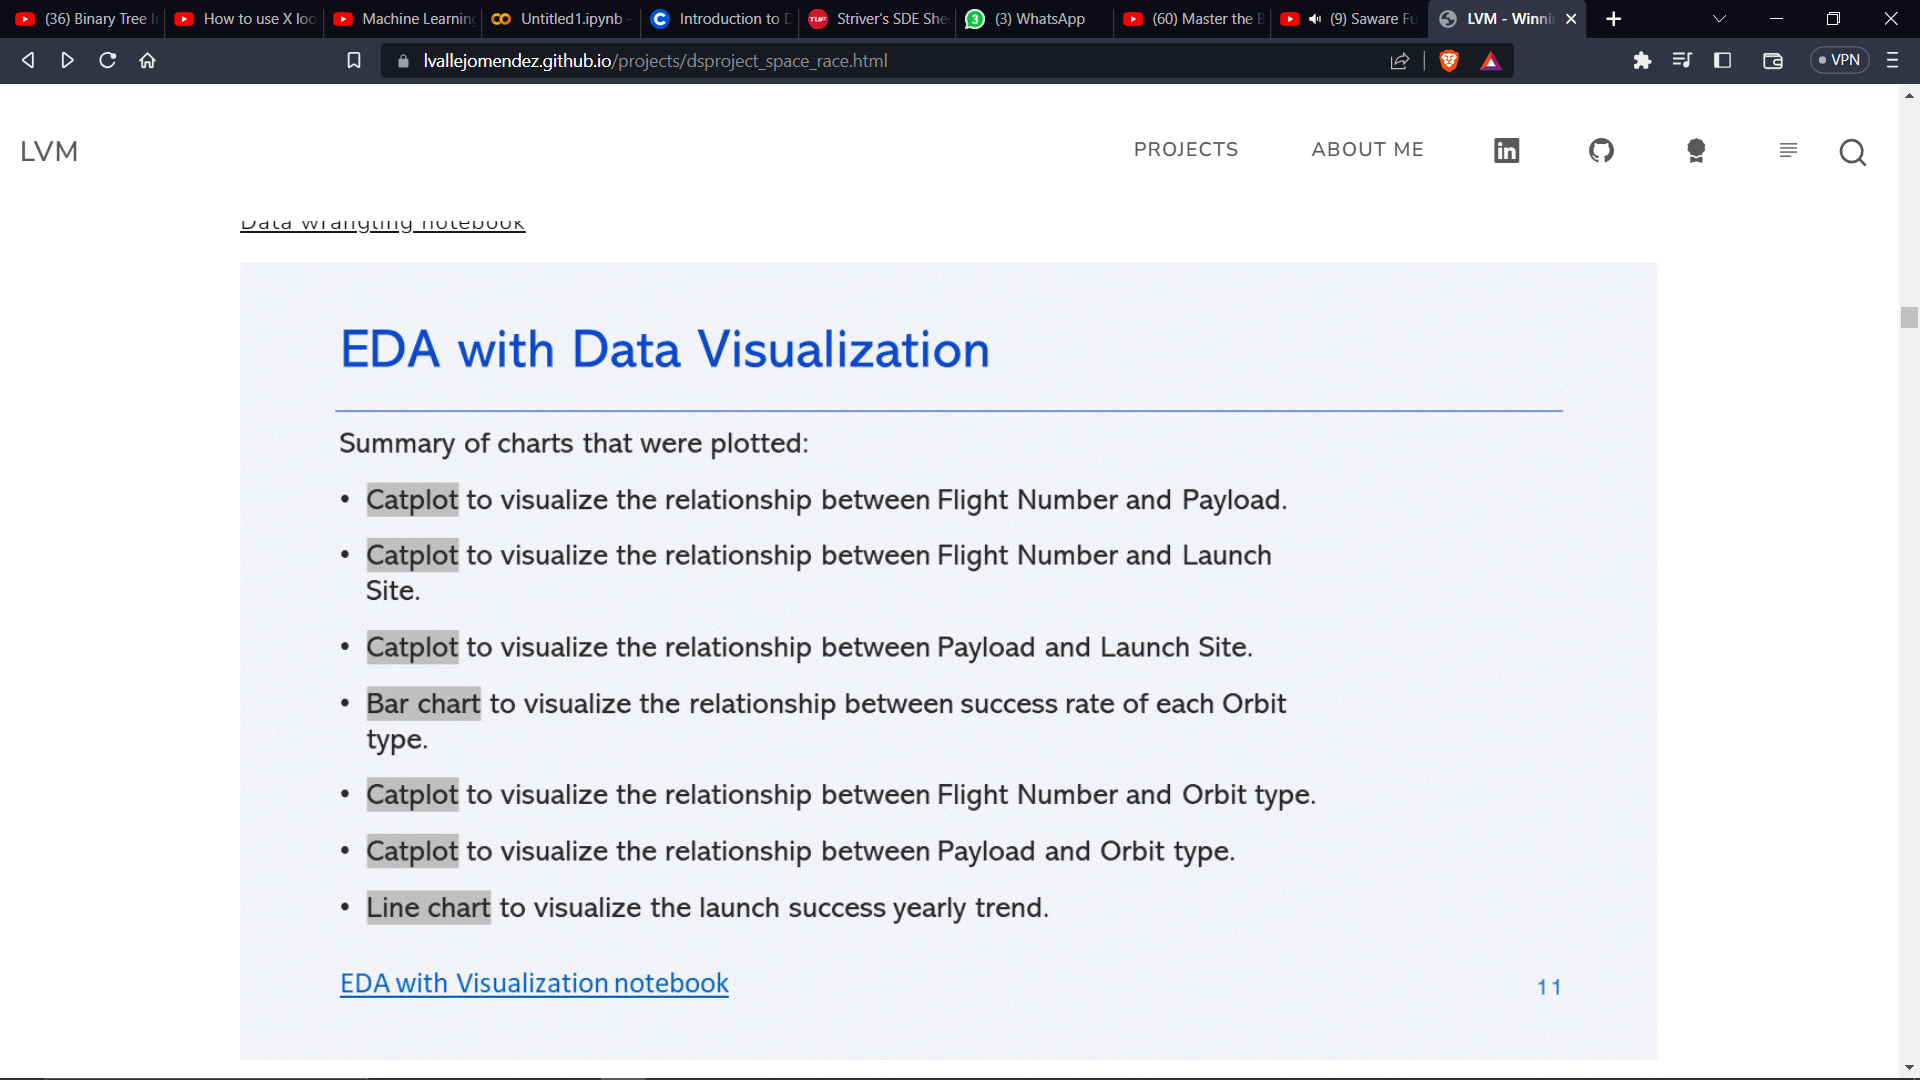 (36) Binary Tree
How to use X loo
Machine Learning
Untitled1.ipynb -
Introduction to D
Striver's SDE She
(3) WhatsApp
(60) Master the B
(9) Saware Fu
LVM - Winni
lvallejomendez.github.io/projects/dsproject_space_race.html
VPN
LVM
PROJECTS
ABOUT ME
Data wrangling notebook
EDA with Data Visualization
Summary of charts that were plotted:
• Catplot to visualize the relationship between Flight Number and Payload.
• Catplot to visualize the relationship between Flight Number and Launch
Site.
• Catplot to visualize the relationship between Payload and Launch Site.
• Bar chart to visualize the relationship between success rate of each Orbit
type.
• Catplot to visualize the relationship between Flight Number and Orbit type.
• Catplot to visualize the relationship between Payload and Orbit type.
• Line chart to visualize the launch success yearly trend.
EDA with Visualization notebook
11